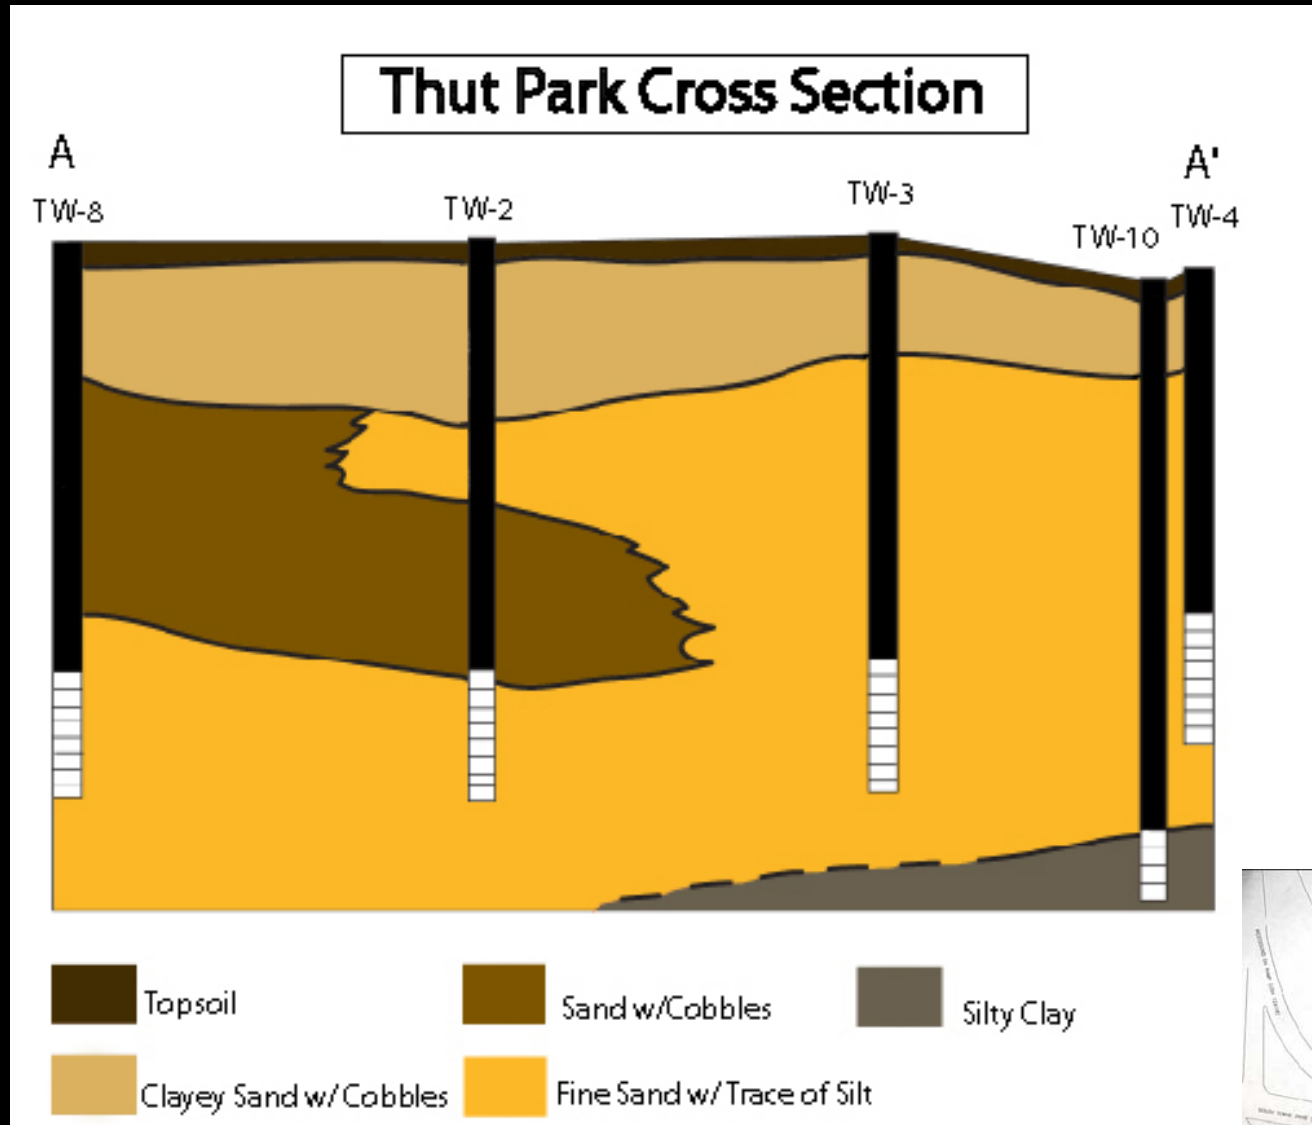 Thut Park Cross Section
A
A'
TW-8
TW-2
TW-3
TW-10
TW-4
Topsoil
Sand w/Cobbles
Silty Clay
Clayey Sand w/ Cobbles
Fine Sand w/ Trace of Silt